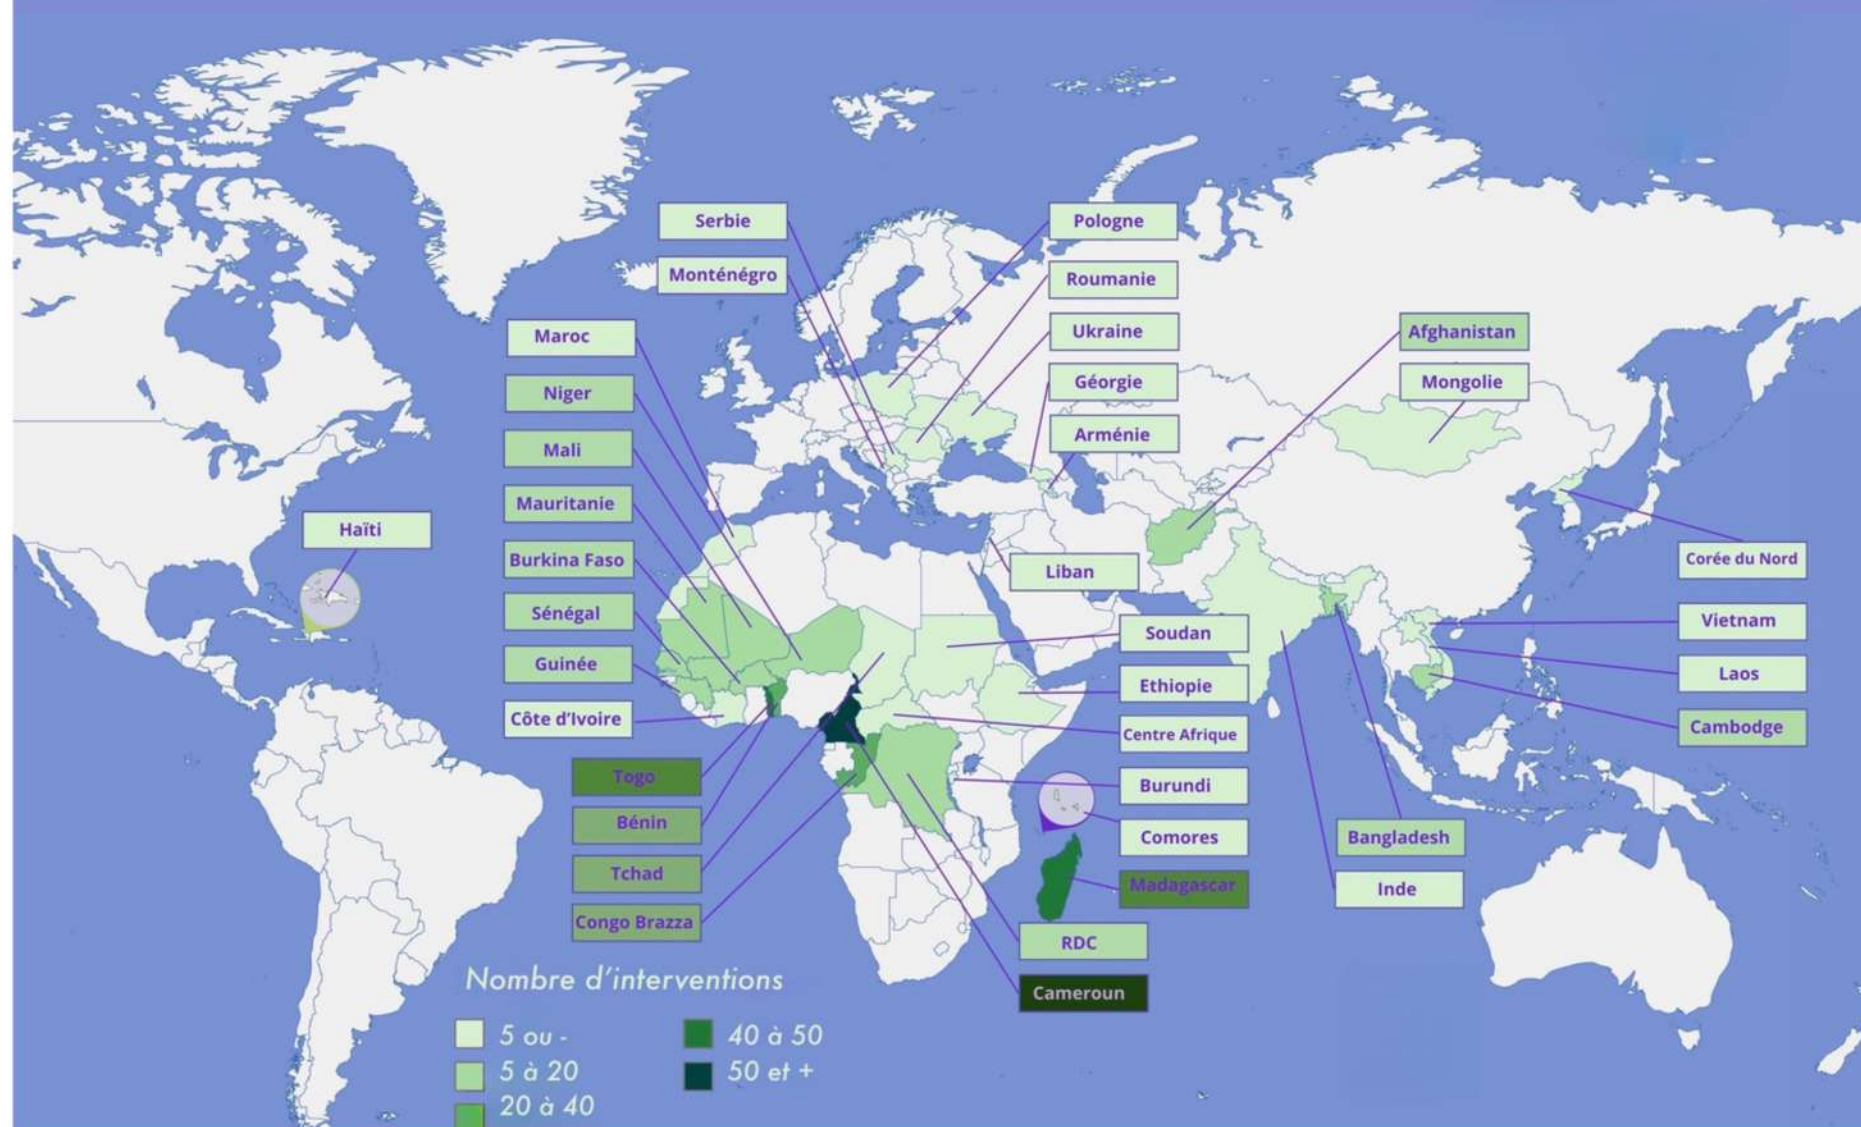 Serbie
Pologne
Monténégro
Roumanie
Maroc
Ukraine
Afghanistan
Niger
Géorgie
Mongolie
Mali
Arménie
Mauritanie
Haïti
Burkina Faso
Liban
Corée du Nord
Sénégal
Soudan
Vietnam
Guinée
Ethiopie
Laos
Côte d’Ivoire
Centre Afrique
Cambodge
Togo
Burundi
Bénin
Comores
Bangladesh
Tchad
Madagascar
Inde
Congo Brazza
RDC
Cameroun
Nombre d’interventions
5 ou -
40 à 50
5 à 20
50 et +
20 à 40